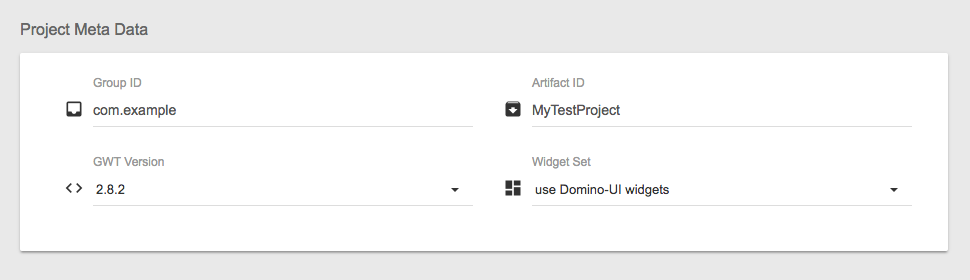 Project Meta Data
Group ID
com.example
Artifact ID
MyTestProject
GWT Version
2.8.2
Widget Set
use Domino-UI widgets